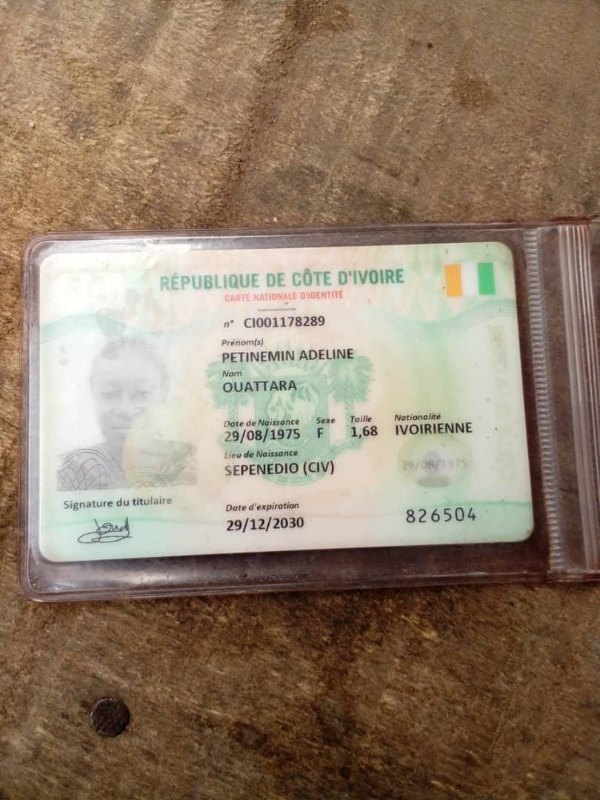 RÉPUBLIQUE DE CÔTE D'IVOIRE
CARTE NATIONALE D'IDENTITÉ
n° CI001178289
Prénom(s)
PETINEMIN ADELINE
Nom
OUATTARA
Date de Naissance Sexe Taille Nationalité
29/08/1975 F 1,68 IVOIRIENNE
Lieu de Naissance
SEPENEDIO (CIV)
29/08/1975
Signature du titulaire
Date d'expiration
29/12/2030
826504